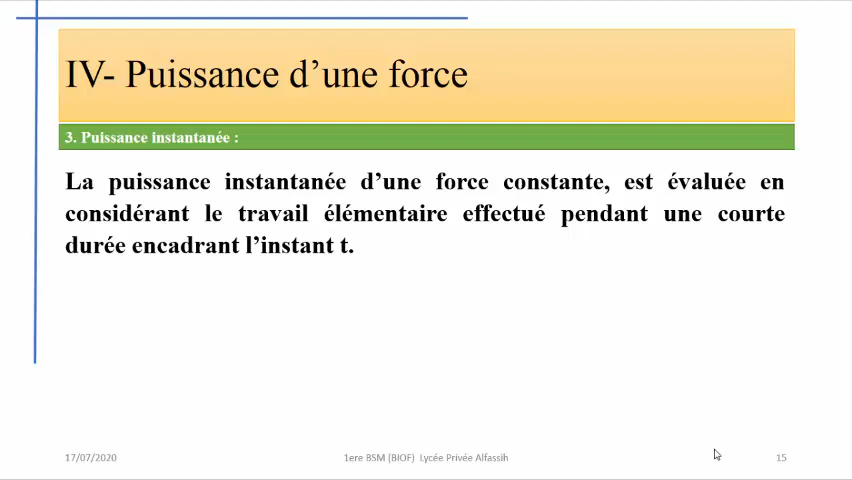 IV- Puissance d’une force
3. Puissance instantanée :
La puissance instantanée d’une force constante, est évaluée en
considérant le travail élémentaire effectué pendant une courte
durée encadrant l’instant t.
17/07/2020
1ere BSM (BIOF) Lycée Privée Alfassih
15